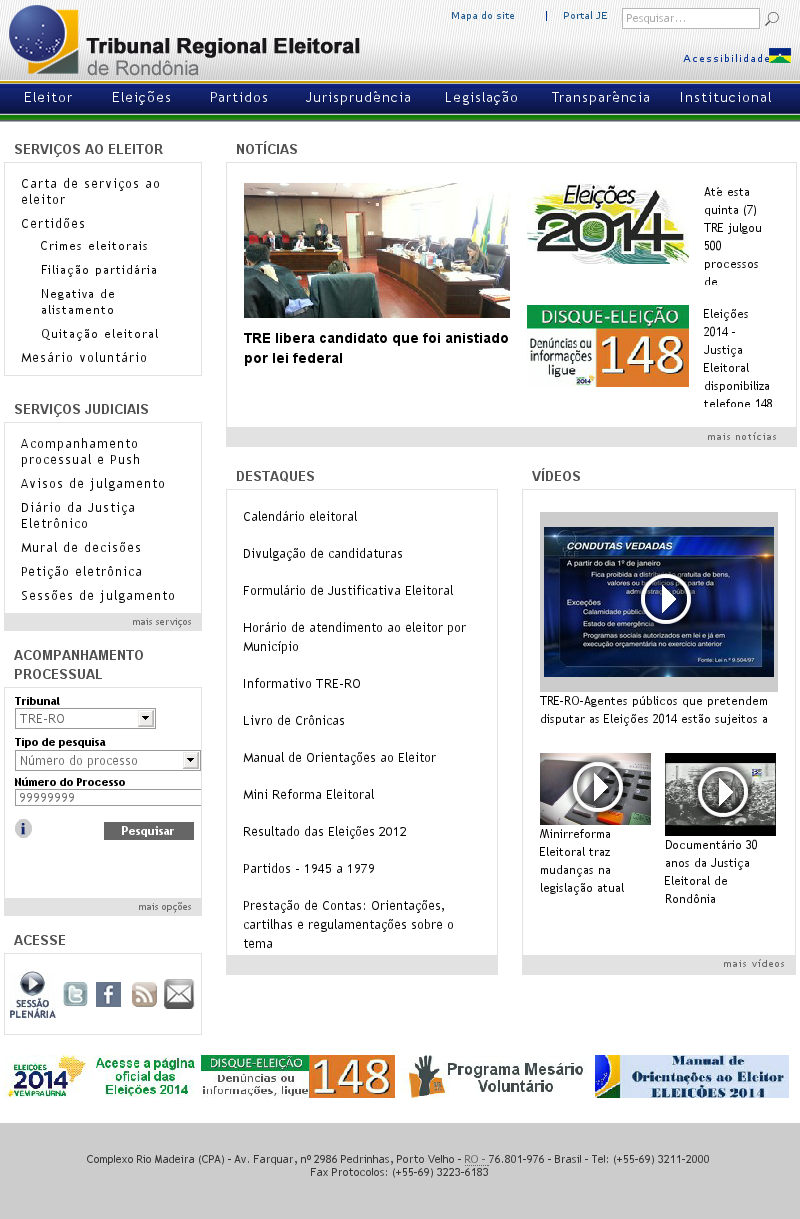 Tribunal Regional Eleitoral
de Rondônia
Mapa do site
|
Portal JE
Pesquisar...
Acessibilidade
Eleitor
Eleições
Partidos
Jurisprudência
Legislação
Transparência
Institucional
SERVIÇOS AO ELEITOR
Carta de serviços ao
eleitor
Certidões
Crimes eleitorais
Filiação partidária
Negativa de
alistamento
Quitação eleitoral
Mesário voluntário
SERVIÇOS JUDICIAIS
Acompanhamento
processual e Push
Avisos de julgamento
Diário da Justiça
Eletrônico
Mural de decisões
Petição eletrônica
Sessões de julgamento
mais serviços
ACOMPANHAMENTO
PROCESSUAL
Tribunal
TRE-RO
Tipo de pesquisa
Número do processo
Número do Processo
99999999
i
Pesquisar
mais opções
ACESSE
SESSÃO
PLENÁRIA
NOTÍCIAS
TRE libera candidato que foi anistiado
por lei federal
Eleições
2014
Até esta
quinta (7)
TRE julgou
500
processos
de
DISQUE-ELEIÇÃO
Denúncias ou
informações
ligue
148
Eleições
2014 -
Justiça
Eleitoral
disponibiliza
telefone 148
mais notícias
DESTAQUES
Calendário eleitoral
Divulgação de candidaturas
Formulário de Justificativa Eleitoral
Horário de atendimento ao eleitor por
Município
Informativo TRE-RO
Livro de Crônicas
Manual de Orientações ao Eleitor
Mini Reforma Eleitoral
Resultado das Eleições 2012
Partidos - 1945 a 1979
Prestação de Contas: Orientações,
cartilhas e regulamentações sobre o
tema
VÍDEOS
CONDUTAS VEDADAS
A partir do dia 1º de janeiro
Fica proibida a distribuição gratuita de bens,
valores ou benefícios por parte da
administração pública
Exceções
Calamidade pública
Estado de emergência
Programas sociais autorizados em lei e já em
execução orçamentária no exercício anterior
Fonte: Lei n.º 9.504/97
TRE-RO-Agentes públicos que pretendem
disputar as Eleições 2014 estão sujeitos a
Minirreforma
Eleitoral traz
mudanças na
legislação atual
Documentário 30
anos da Justiça
Eleitoral de
Rondônia
mais vídeos
ELEIÇÕES
2014
VEM PRA URNA
Acesse a página
oficial das
Eleições 2014
DISQUE-ELEIÇÃO
Denúncias ou
informações, ligue
148
Programa Mesário
Voluntário
Manual de
Orientações ao Eleitor
ELEIÇÕES 2014
Complexo Rio Madeira (CPA) - Av. Farquar, nº 2986 Pedrinhas, Porto Velho - RO - 76.801-976 - Brasil - Tel: (+55-69) 3211-2000
Fax Protocolos: (+55-69) 3223-6183